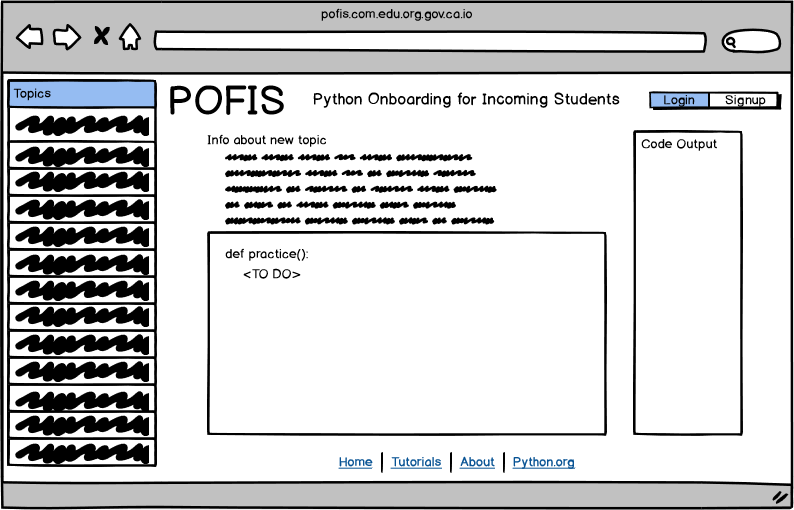 pofis.com.edu.org.gov.ca.io
Topics
POFIS
Python Onboarding for Incoming Students
Login
Signup
Info about new topic
def practice():
<TO DO>
Code Output
Home
Tutorials
About
Python.org